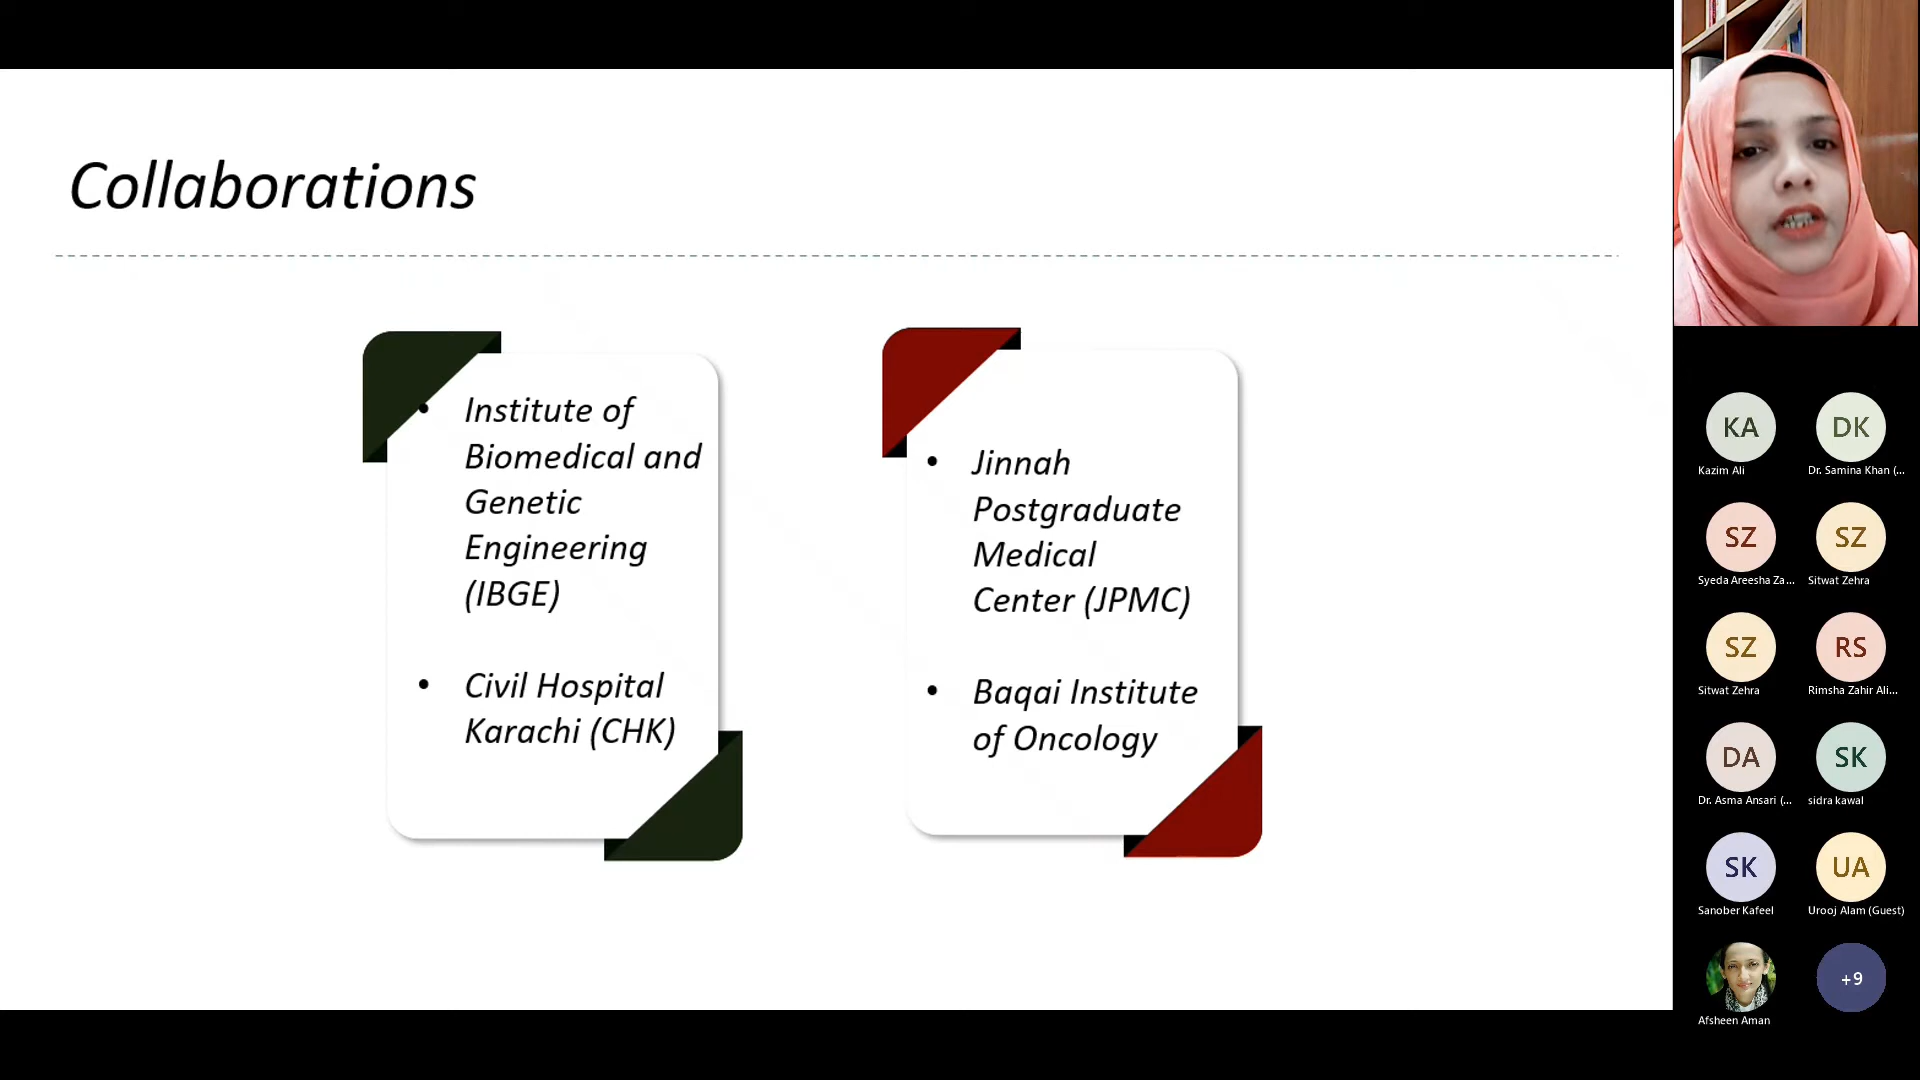 Collaborations
• Institute of
Biomedical and
Genetic
Engineering
(IBGE)
• Civil Hospital
Karachi (CHK)
• Jinnah
Postgraduate
Medical
Center (JPMC)
• Baqai Institute
of Oncology
KA
Kazim Ali
DK
Dr. Samina Khan (...
SZ
Syeda Areesha Za...
SZ
Sitwat Zehra
SZ
Sitwat Zehra
RS
Rimsha Zahir Ali...
DA
Dr. Asma Ansari (...
SK
sidra kawal
SK
Sanober Kafeel
UA
Urooj Alam (Guest)
Afsheen Aman
+9